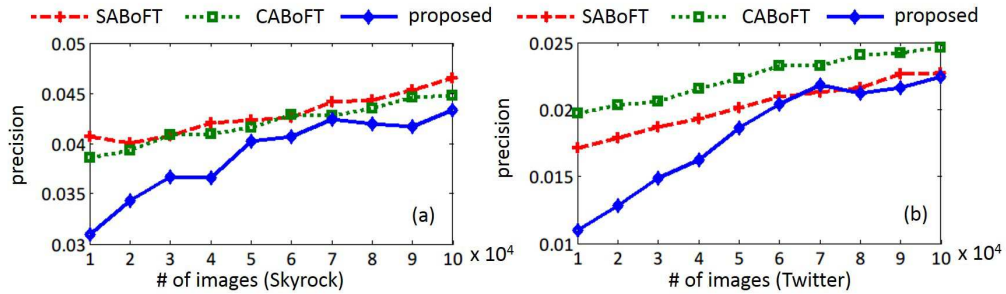 SABoFT CABoFT proposed
0.05
0.045
0.04
0.035
0.03
precision
(a)
1 2 3 4 5 6 7 8 9 10 x 10^4
# of images (Skyrock)
SABoFT CABoFT proposed
0.025
0.02
0.015
0.01
precision
(b)
1 2 3 4 5 6 7 8 9 10 x 10^4
# of images (Twitter)